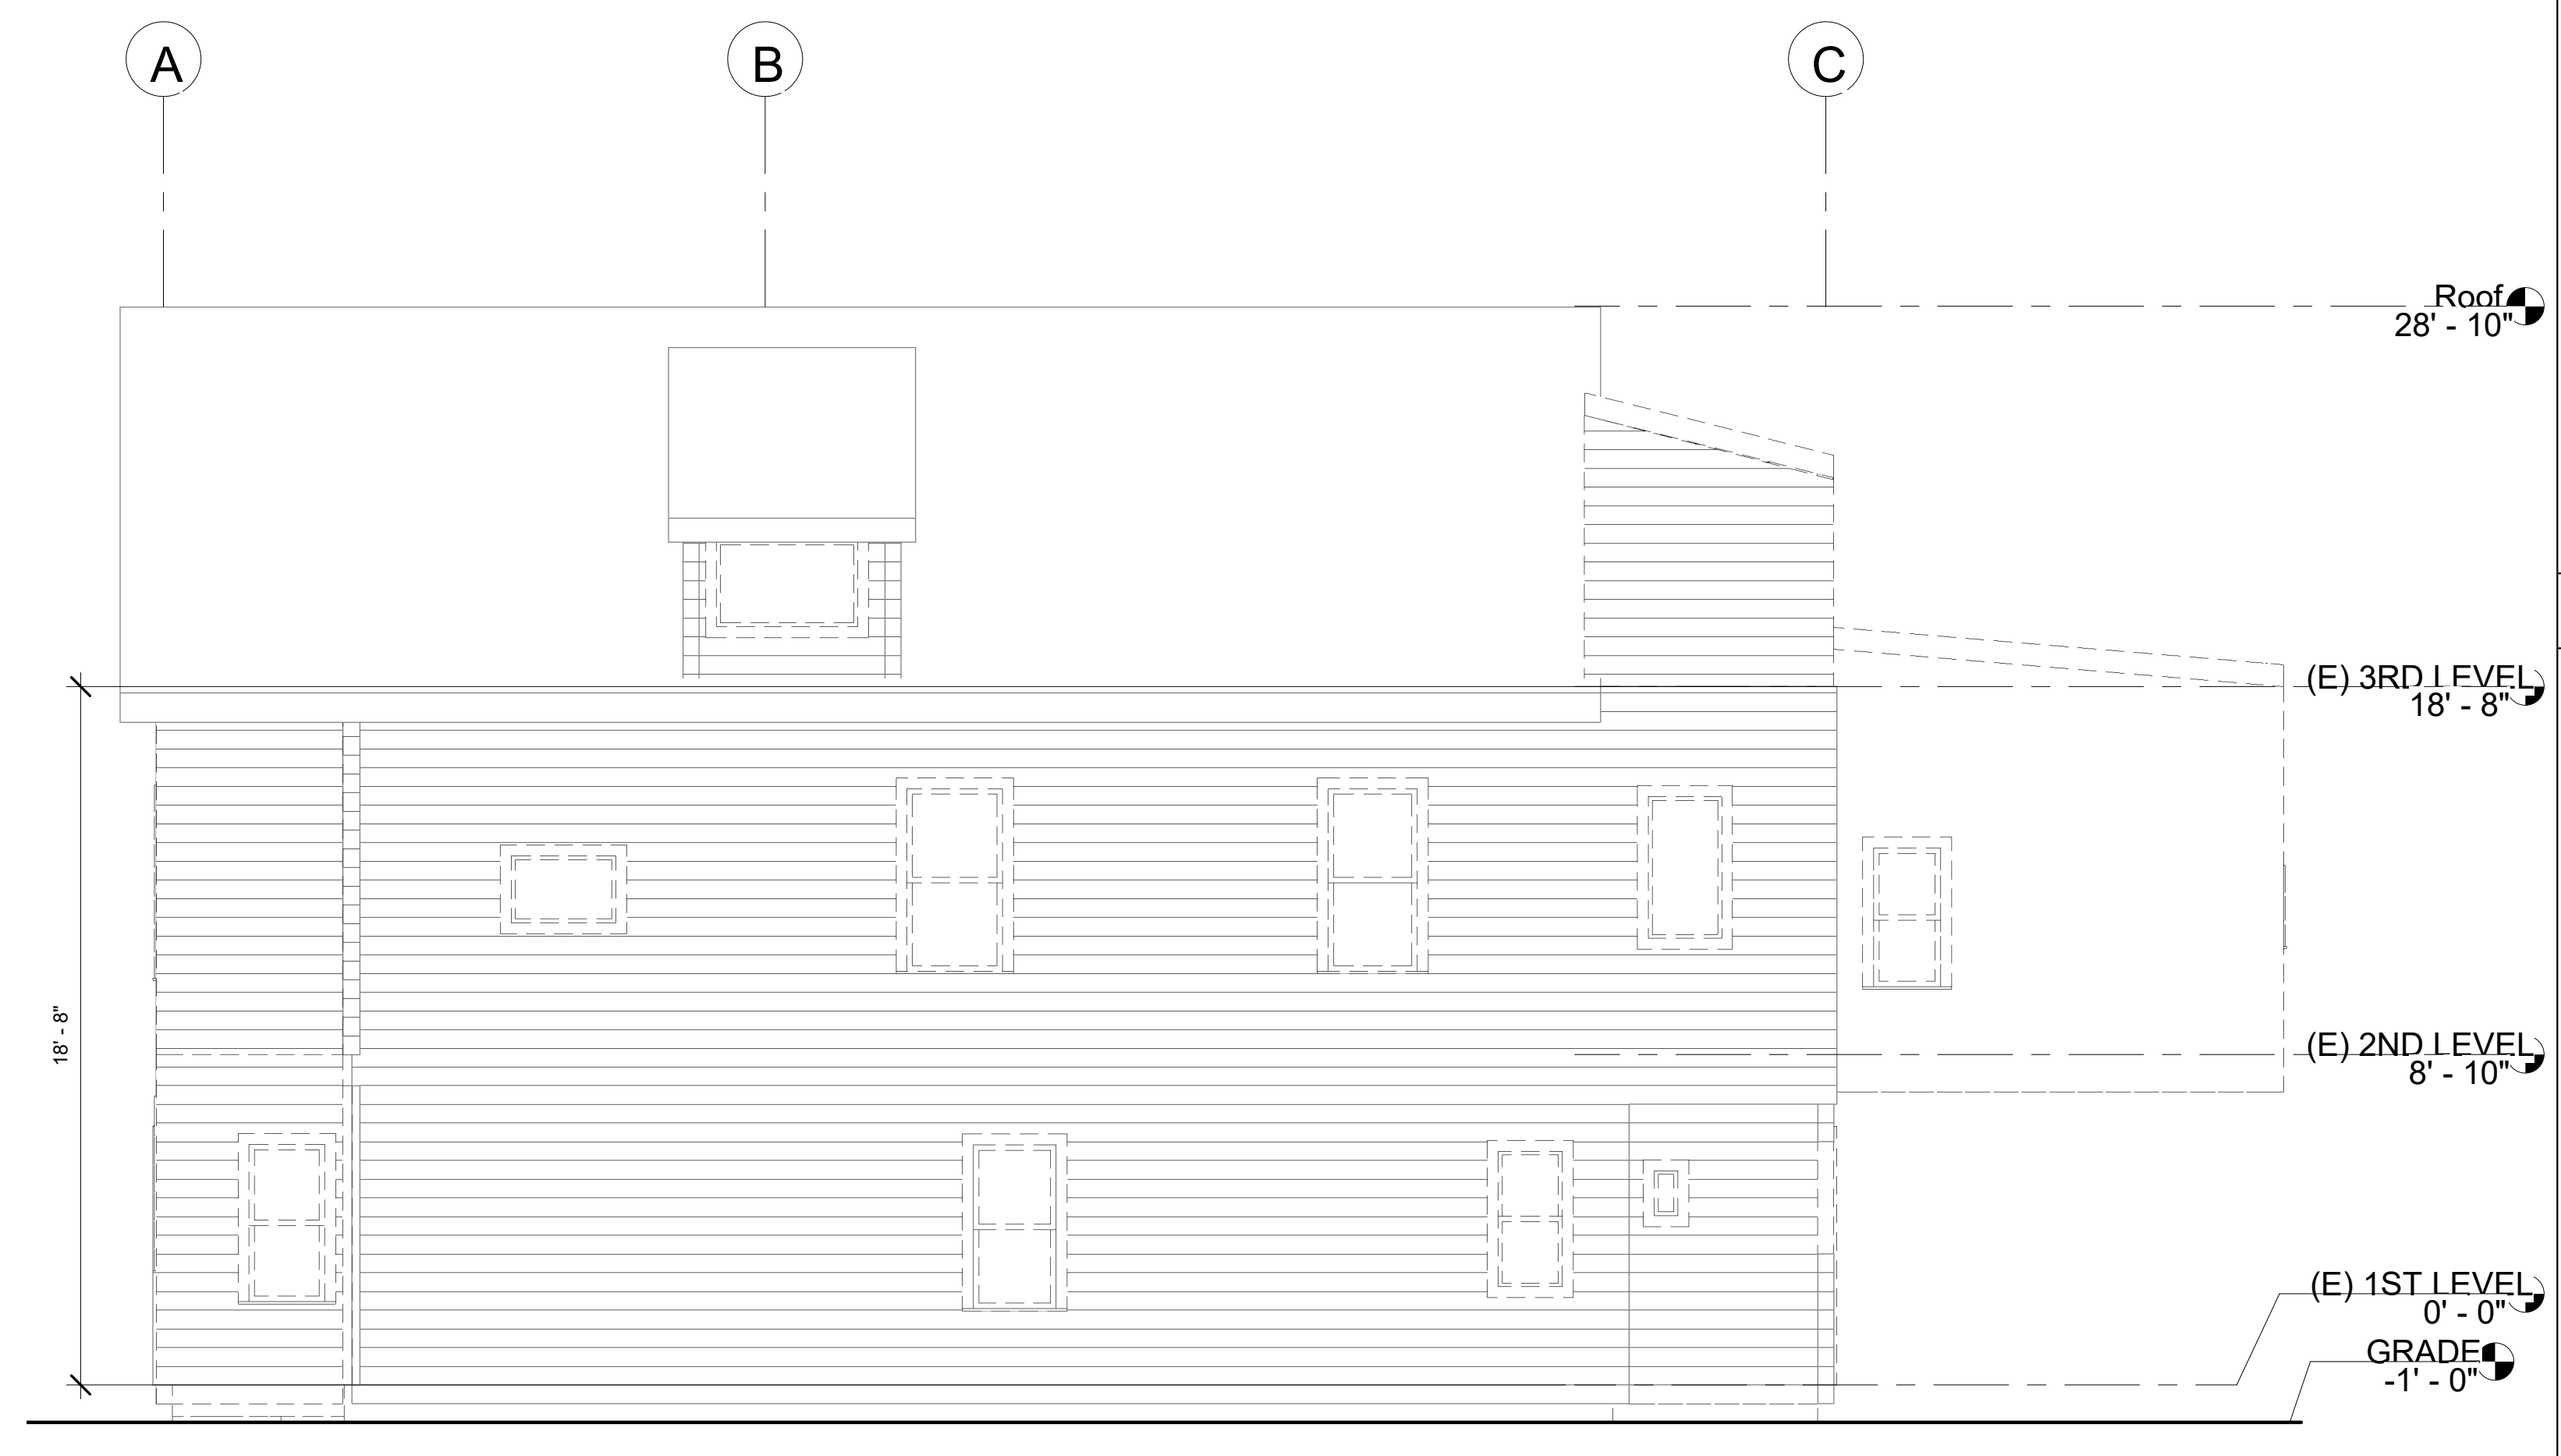 A
B
C
Roof
28' - 10"
(E) 3RD LEVEL
18' - 8"
18' - 8"
(E) 2ND LEVEL
8' - 10"
(E) 1ST LEVEL
0' - 0"
GRADE
-1' - 0"